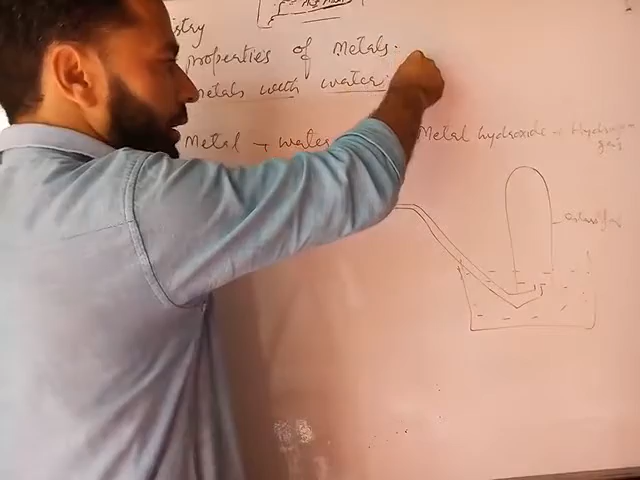 istry
properties of Metals.
metals with water
Metal + water
Metal hydroxide + Hydrogen
gas